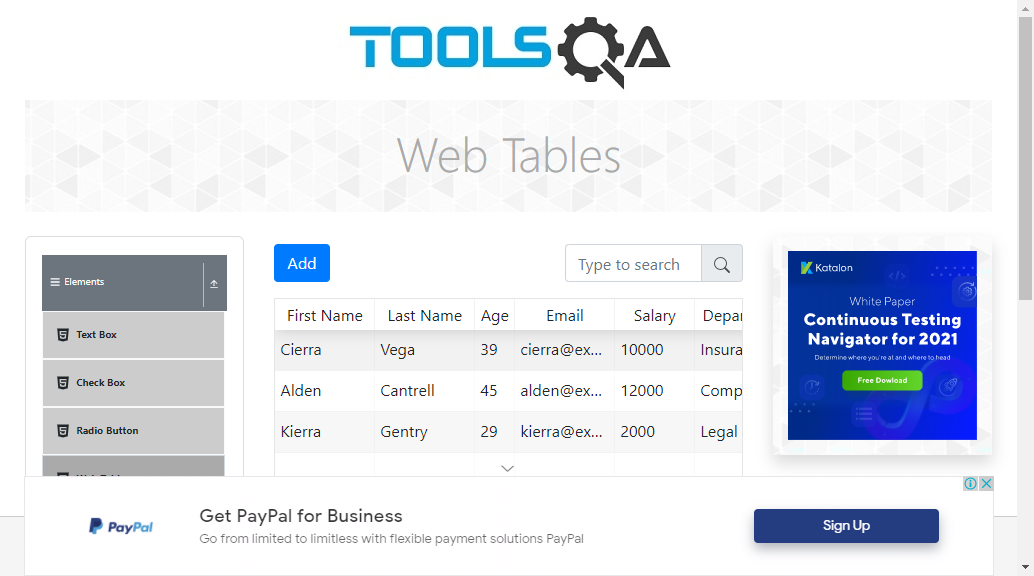 TOOLSQA
Web Tables
Elements
Text Box
Check Box
Radio Button
Add
Type to search
First Name Last Name Age Email Salary Depar
Cierra Vega 39 cierra@ex... 10000 Insura
Alden Cantrell 45 alden@ex... 12000 Comp
Kierra Gentry 29 kierra@ex... 2000 Legal
Katalon
White Paper
Continuous Testing
Navigator for 2021
Determine where you're at and where to head
Free Dowload
PayPal
Get PayPal for Business
Go from limited to limitless with flexible payment solutions PayPal
Sign Up